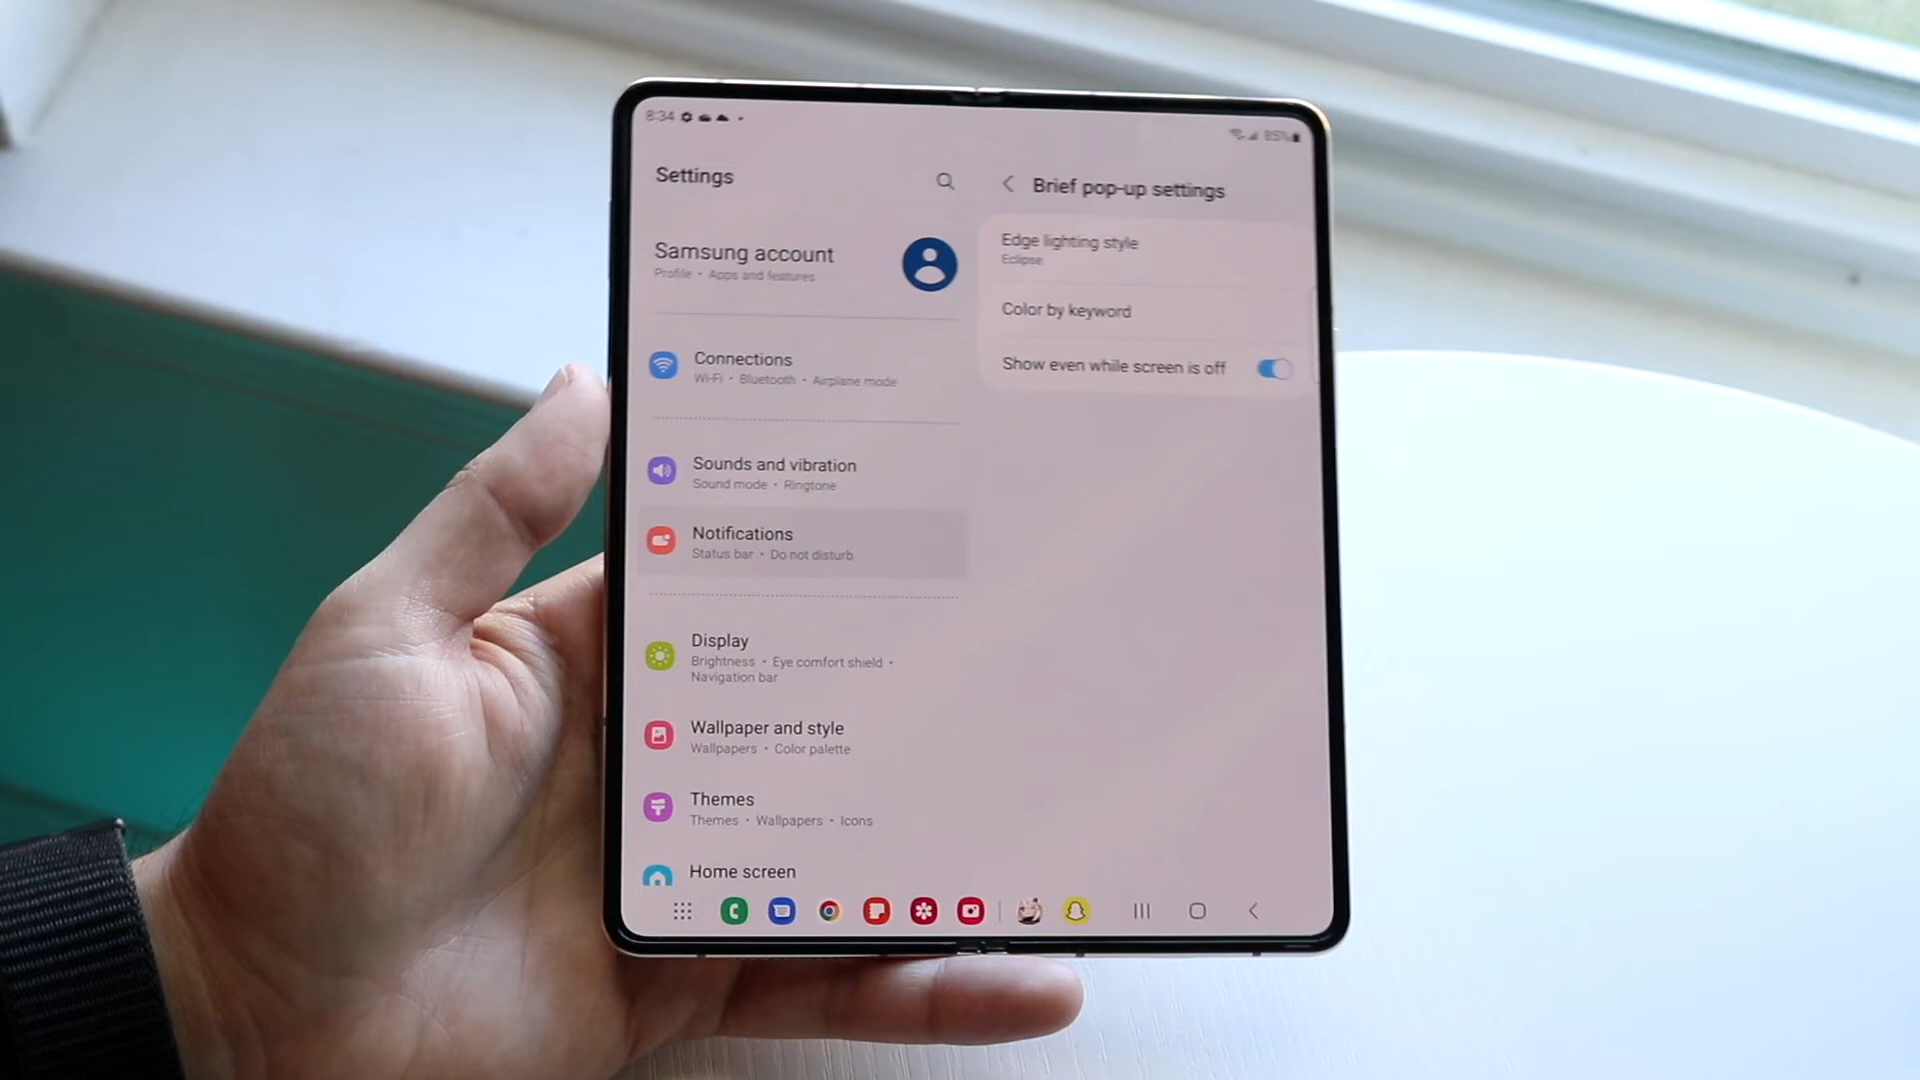 8:34
85%
Settings
Samsung account
Profile • Apps and features
Connections
Wi-Fi • Bluetooth • Airplane mode
Sounds and vibration
Sound mode • Ringtone
Notifications
Status bar • Do not disturb
Display
Brightness • Eye comfort shield •
Navigation bar
Wallpaper and style
Wallpapers • Color palette
Themes
Themes • Wallpapers • Icons
Home screen
Brief pop-up settings
Edge lighting style
Eclipse
Color by keyword
Show even while screen is off